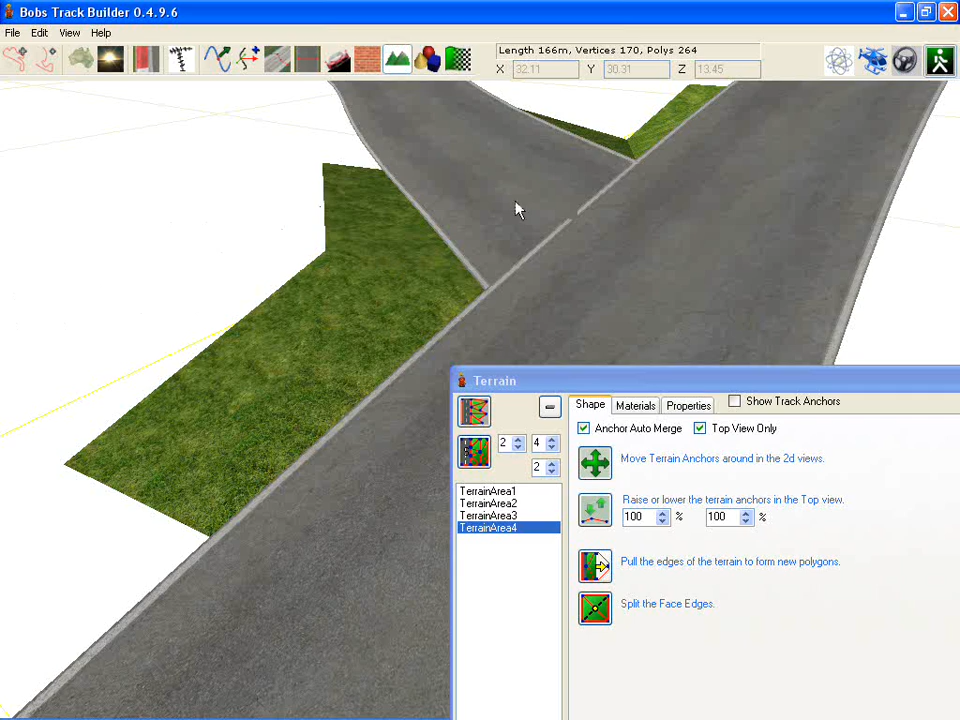 Bobs Track Builder 0.4.9.6
File Edit View Help
Length 166m, Vertices 170, Polys 264
X 32.11 Y 30.31 Z 13.45
Terrain
Shape Materials Properties Show Track Anchors
Anchor Auto Merge Top View Only
2 4
2
Move Terrain Anchors around in the 2d views.
TerrainArea1
TerrainArea2
TerrainArea3
TerrainArea4
Raise or lower the terrain anchors in the Top view.
100 % 100 %
Pull the edges of the terrain to form new polygons.
Split the Face Edges.